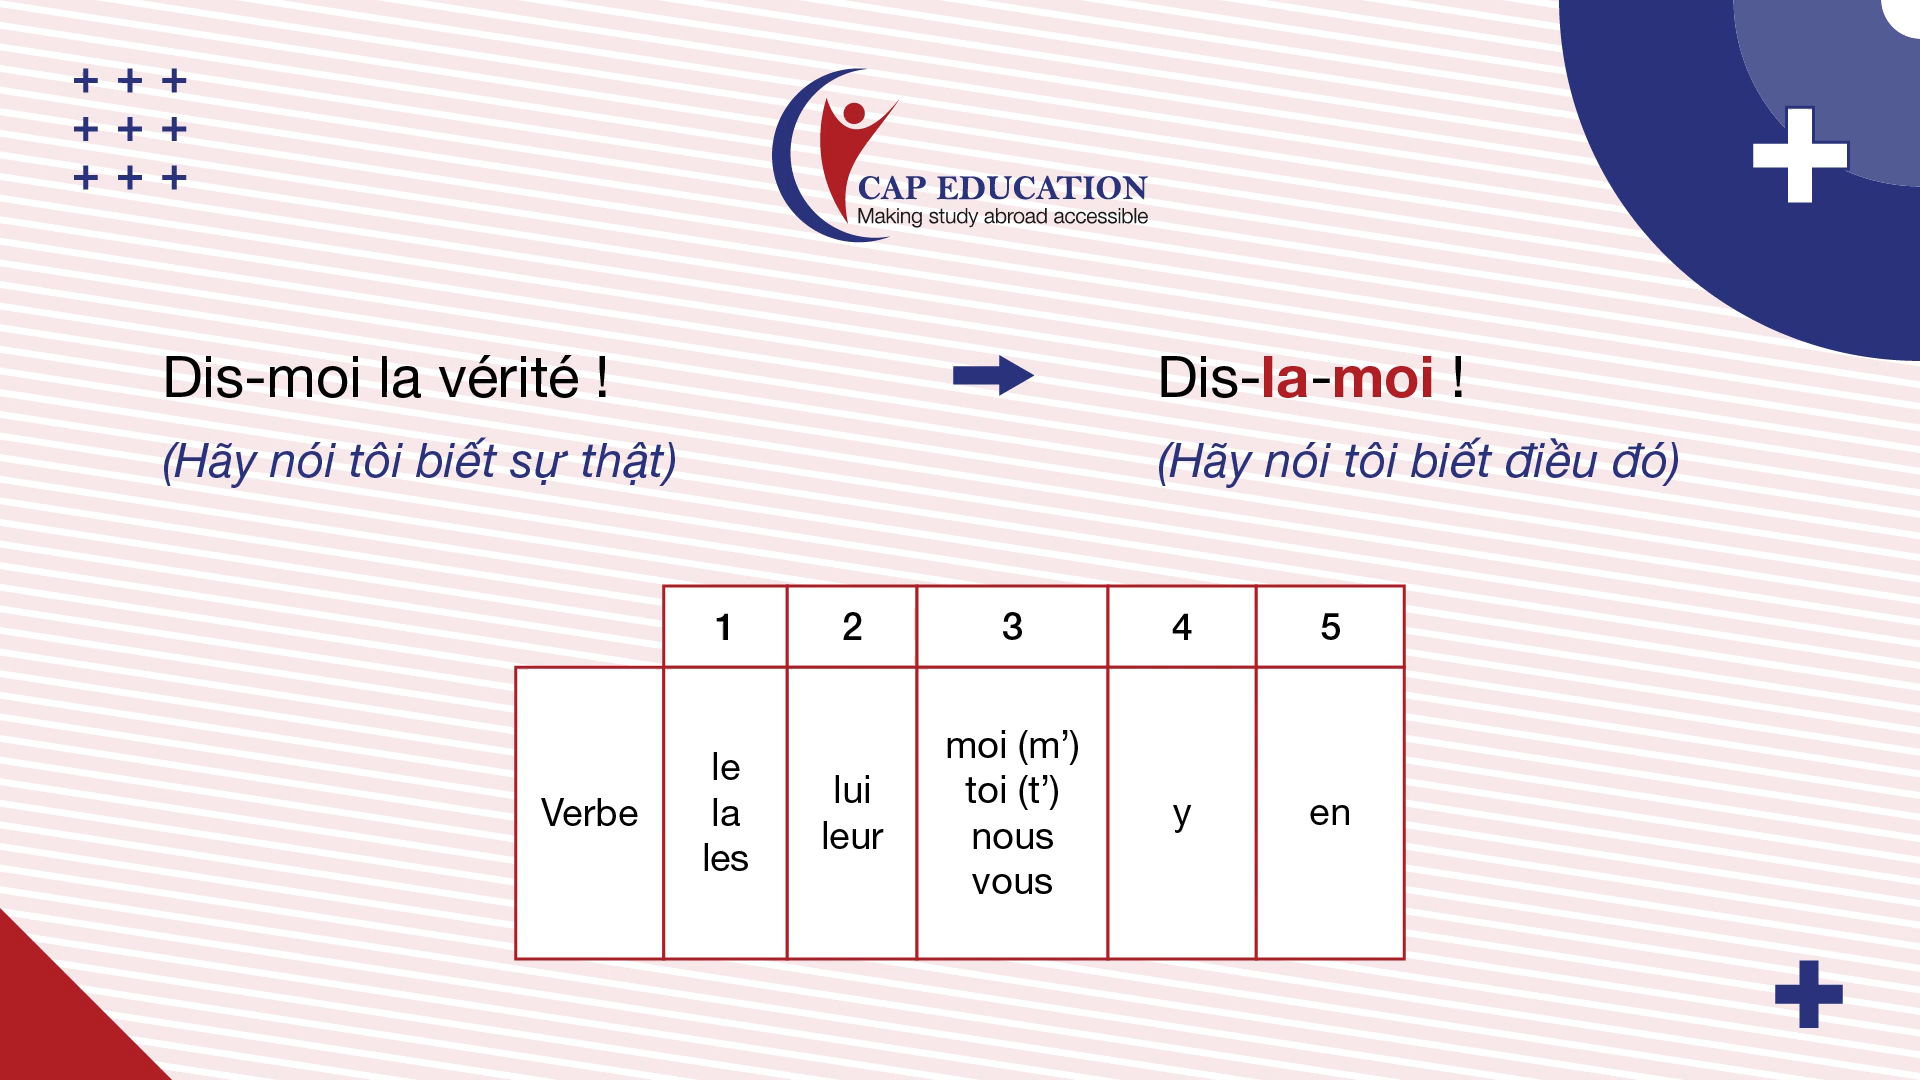 CAP EDUCATION
Making study abroad accessible
Dis-moi la vérité !
Dis-la-moi !
(Hãy nói tôi biết sự thật)
(Hãy nói tôi biết điều đó)
1 2 3 4 5
Verbe
le
la
les
lui
leur
moi (m’)
toi (t’)
nous
vous
y
en